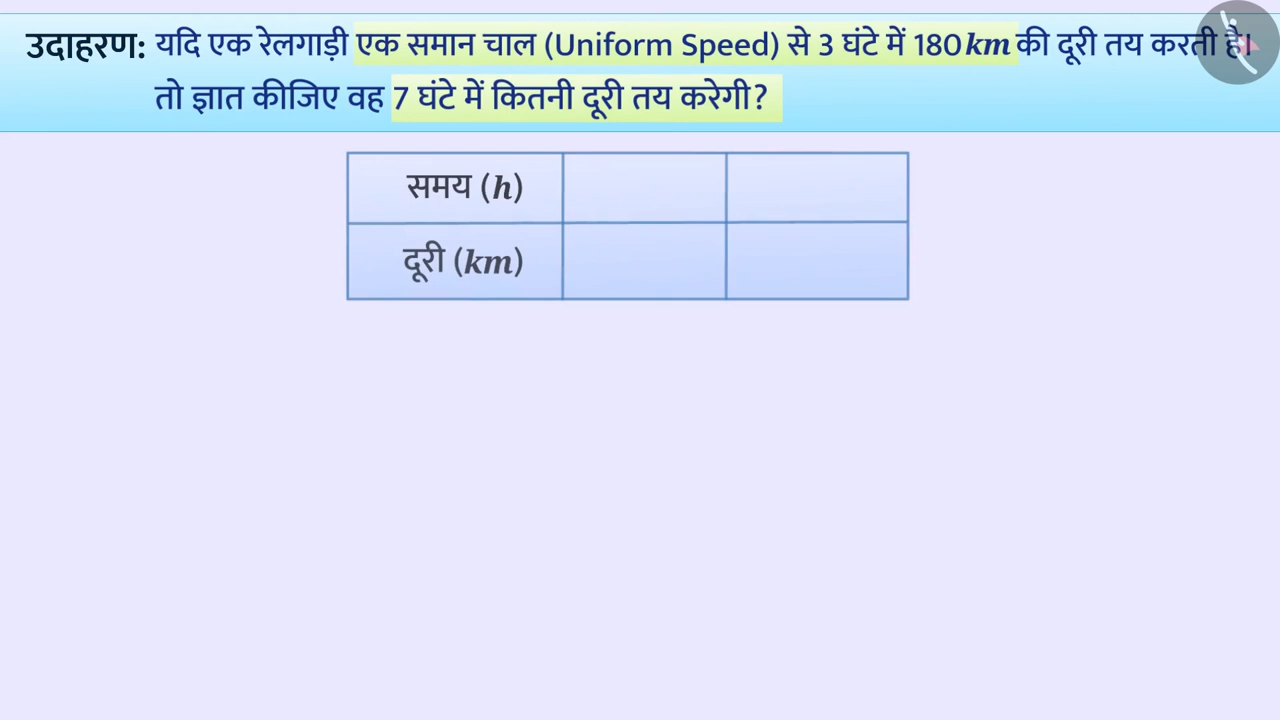 उदाहरण: यदि एक रेलगाड़ी एक समान चाल (Uniform Speed) से 3 घंटे में 180 km की दूरी तय करती है।
तो ज्ञात कीजिए वह 7 घंटे में कितनी दूरी तय करेगी?
समय (h)
दूरी (km)